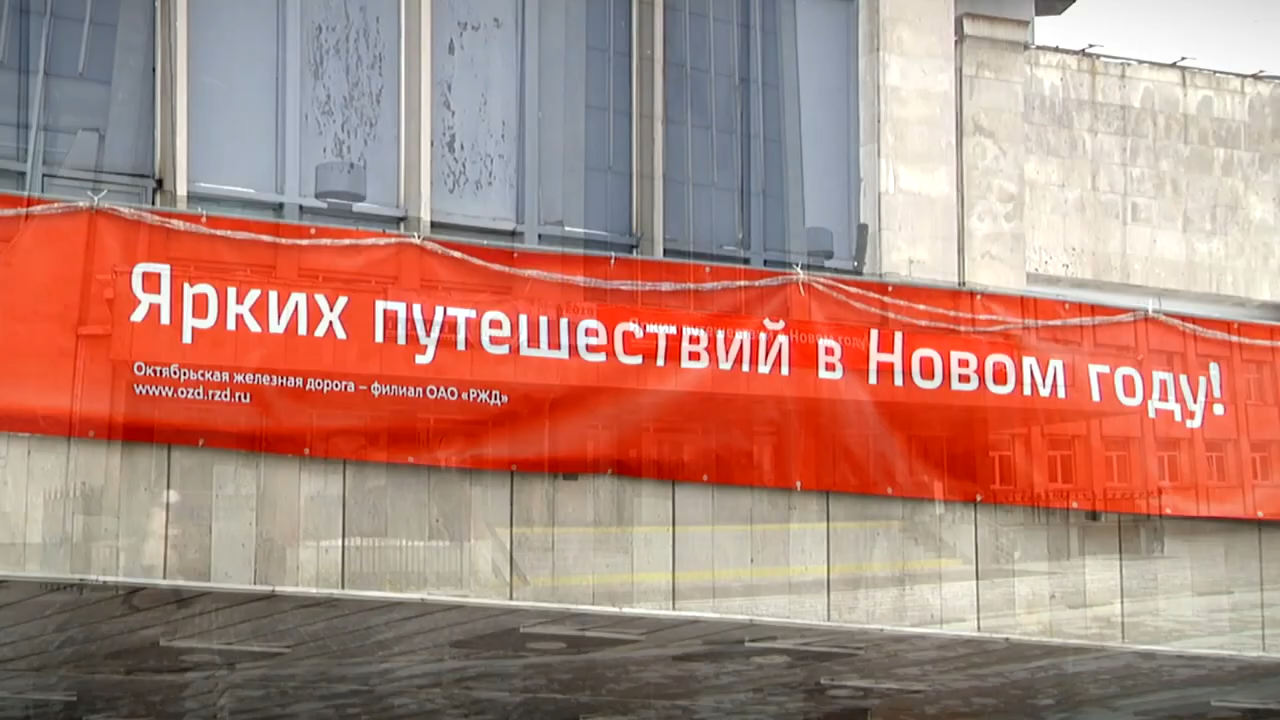 Ярких путешествий в Новом году!
Октябрьская железная дорога – филиал ОАО «РЖД»
www.ozd.rzd.ru